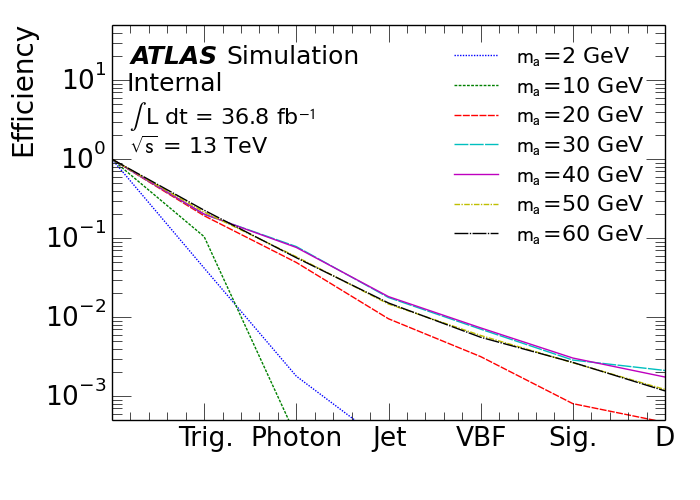 Efficiency
ATLAS Simulation
Internal
∫L dt = 36.8 fb⁻¹
√s = 13 TeV
mₐ=2 GeV
mₐ=10 GeV
mₐ=20 GeV
mₐ=30 GeV
mₐ=40 GeV
mₐ=50 GeV
mₐ=60 GeV
10¹
10⁰
10⁻¹
10⁻²
10⁻³
Trig. Photon Jet VBF Sig. D